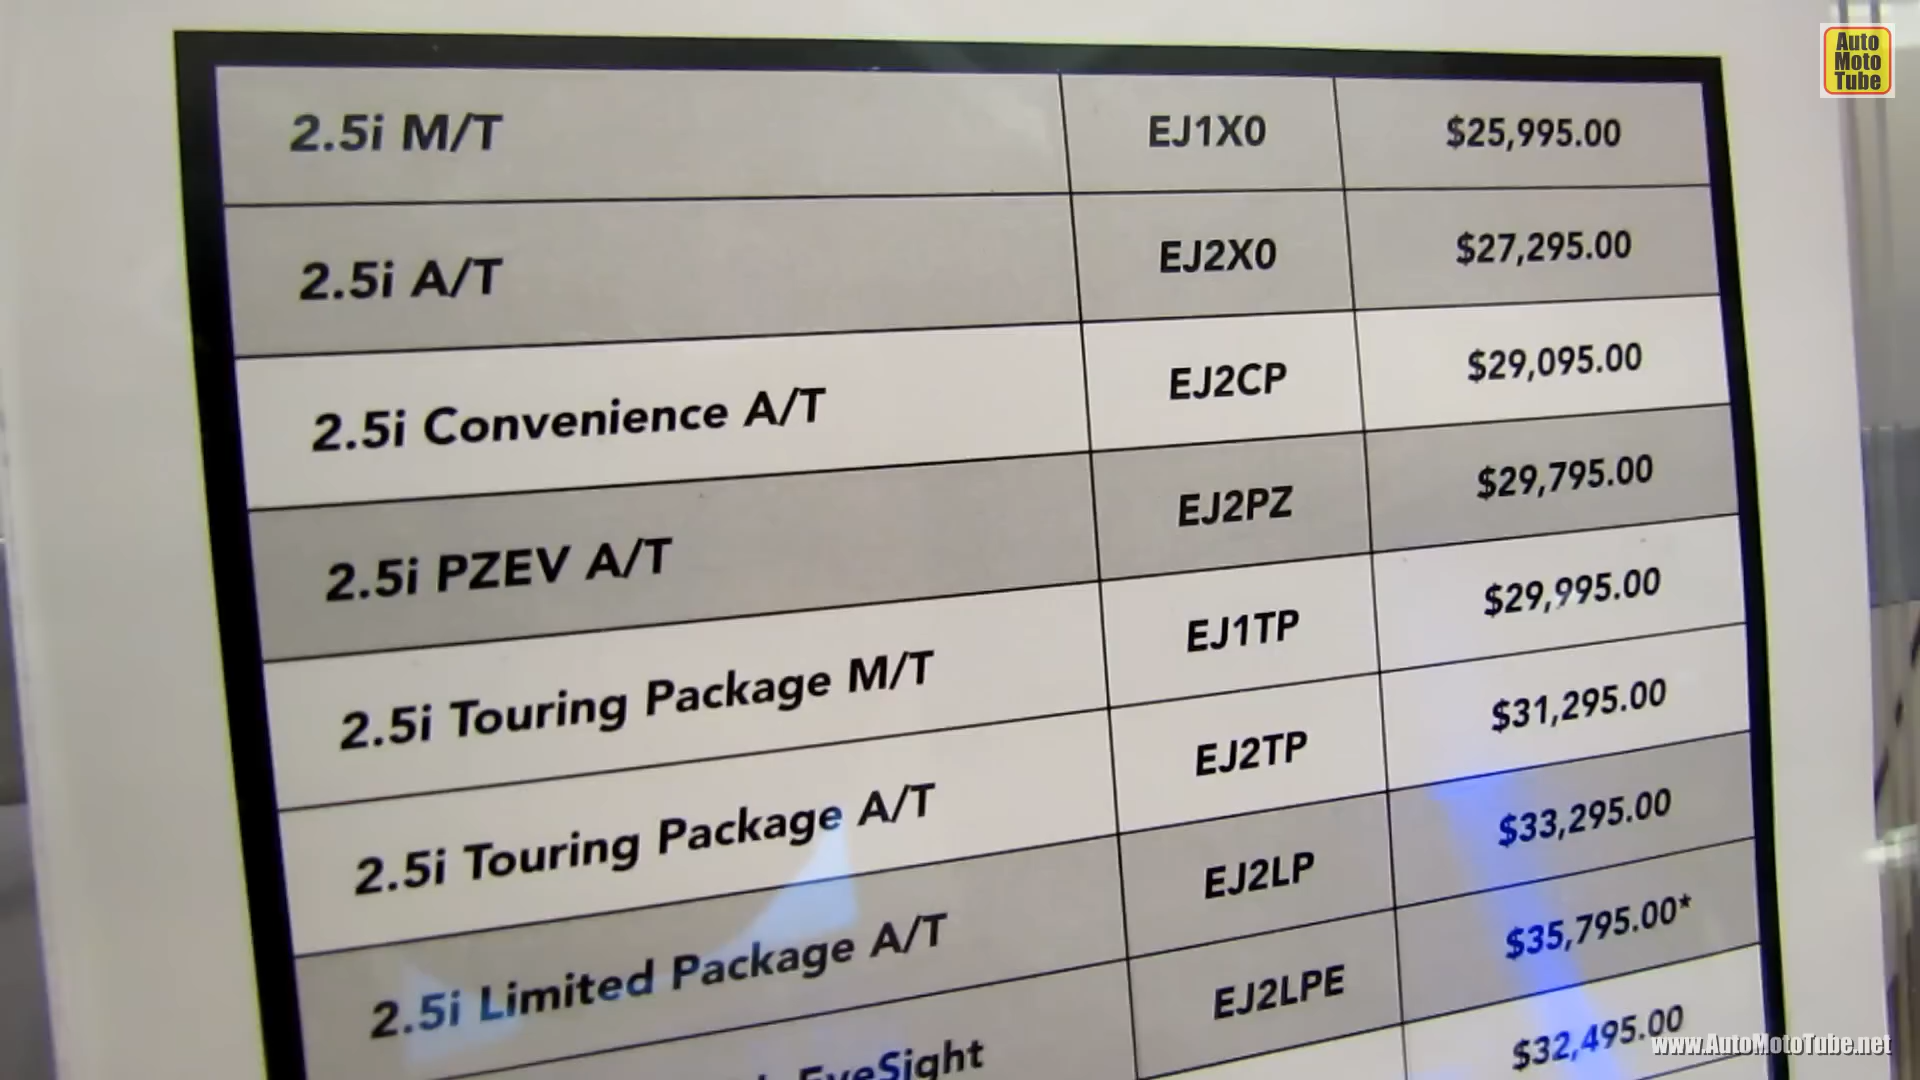 Auto
Moto
Tube
2.5i M/T EJ1X0 $25,995.00
2.5i A/T EJ2X0 $27,295.00
2.5i Convenience A/T EJ2CP $29,095.00
2.5i PZEV A/T EJ2PZ $29,795.00
2.5i Touring Package M/T EJ1TP $29,995.00
2.5i Touring Package A/T EJ2TP $31,295.00
2.5i Limited Package A/T EJ2LP $33,295.00
EyeSight EJ2LPE $35,795.00*
$32,495.00
www.AutoMotoTube.net